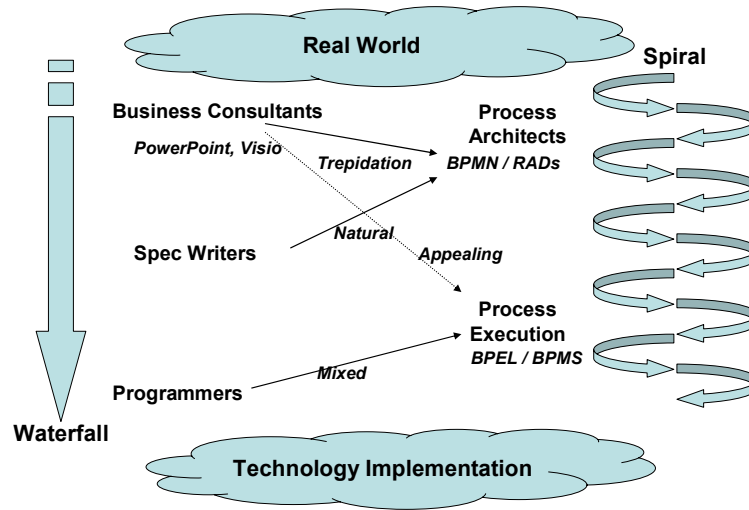 Real World
Spiral
Business Consultants
PowerPoint, Visio
Process
Architects
BPMN / RADs
Trepidation
Spec Writers
Natural
Appealing
Process
Execution
BPEL / BPMS
Mixed
Programmers
Waterfall
Technology Implementation